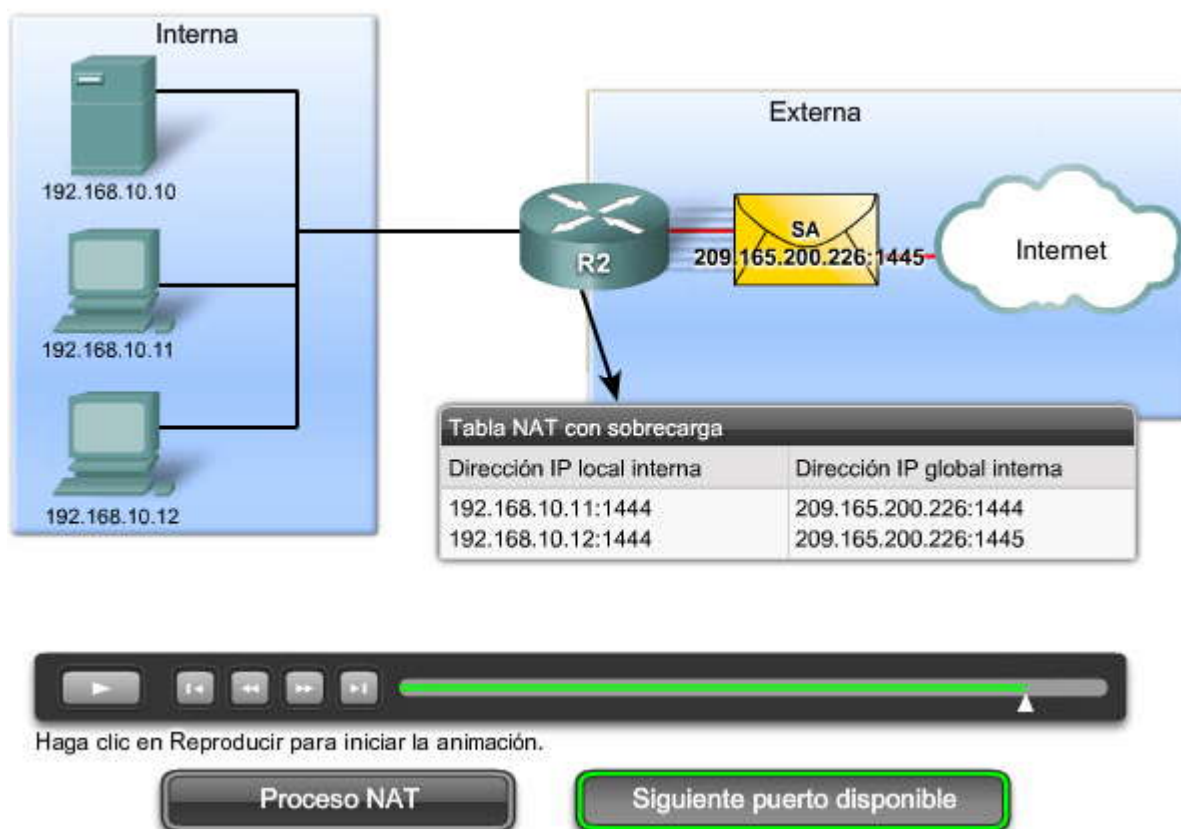 Interna
192.168.10.10
192.168.10.11
192.168.10.12
Externa
R2
SA
209.165.200.226:1445
Internet
Tabla NAT con sobrecarga
Dirección IP local interna
Dirección IP global interna
192.168.10.11:1444
209.165.200.226:1444
192.168.10.12:1444
209.165.200.226:1445
Haga clic en Reproducir para iniciar la animación.
Proceso NAT
Siguiente puerto disponible